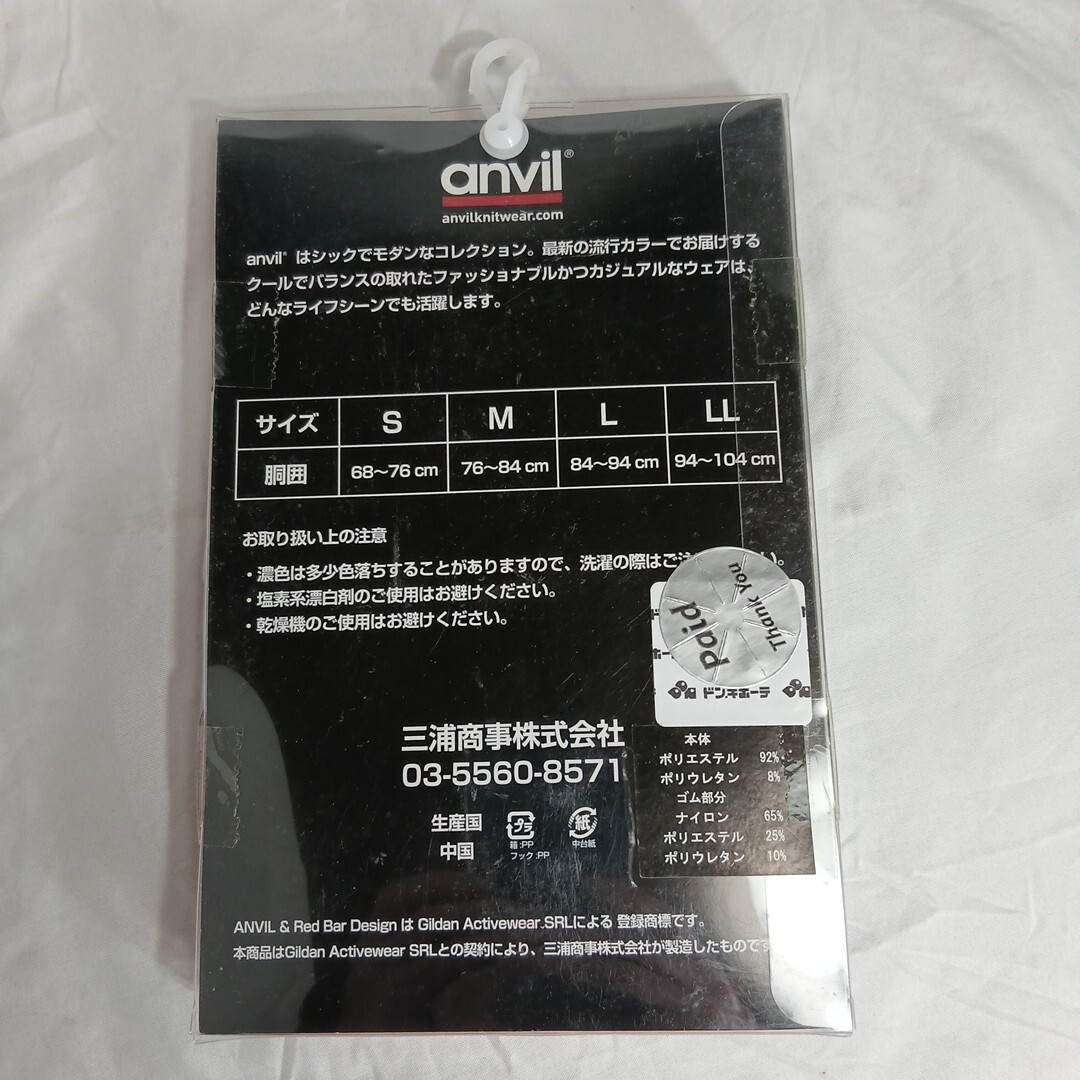 anvil®
anvilknitwear.com
anvil® はシックでモダンなコレクション。最新の流行カラーでお届けする
クールでバランスの取れたファッショナブルかつカジュアルなウェアは、
どんなライフシーンでも活躍します。
サイズ S M L LL
胴囲 68〜76 cm 76〜84 cm 84〜94 cm 94〜104 cm
お取り扱い上の注意
・濃色は多少色落ちすることがありますので、洗濯の際はご い。
・塩素系漂白剤のご使用はお避けください。
・乾燥機のご使用はお避けください。
Paid
Thank You
ドン.キホーテ
三浦商事株式会社
03-5560-8571
生産国
中国
プラ
箱:PP
フック:PP
紙
中台紙
本体
ポリエステル 92%
ポリウレタン 8%
ゴム部分
ナイロン 65%
ポリエステル 25%
ポリウレタン 10%
ANVIL & Red Bar Design は Gildan Activewear SRLによる 登録商標です。
本商品はGildan Activewear SRLとの契約により、三浦商事株式会社が製造したものです